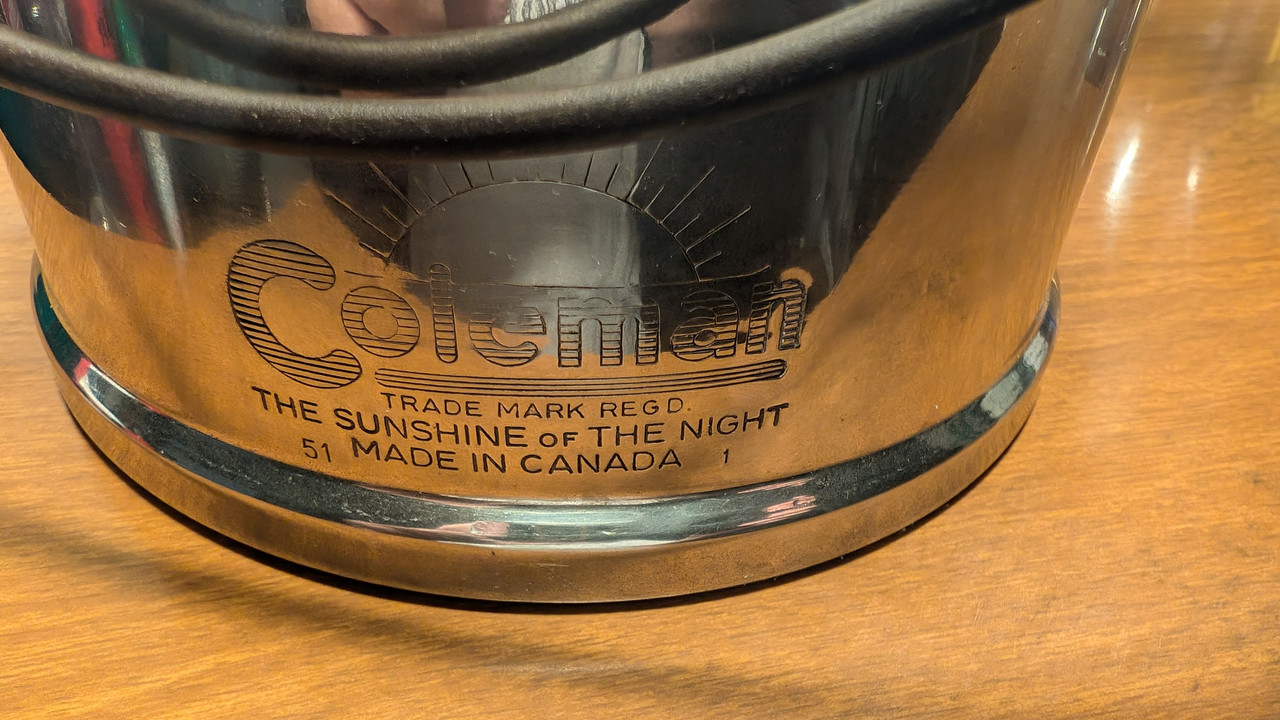 Coleman
TRADE MARK REG D.
THE SUNSHINE OF THE NIGHT
51 MADE IN CANADA 1